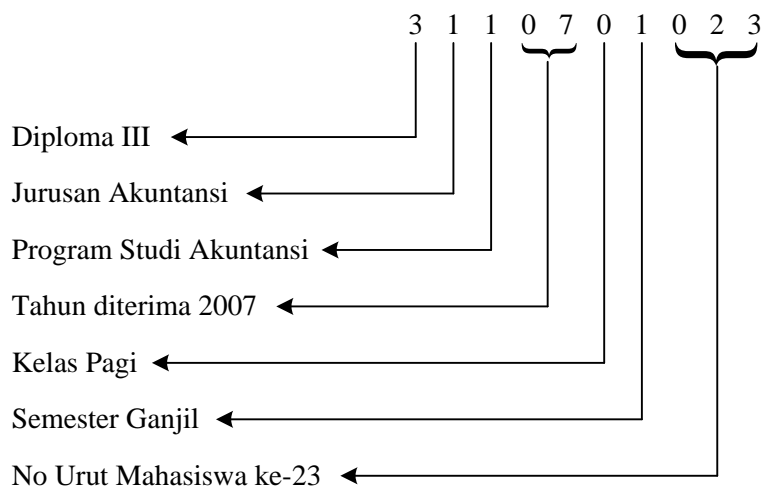 3 1 1 0 7 0 1 0 2 3
Diploma III
Jurusan Akuntansi
Program Studi Akuntansi
Tahun diterima 2007
Kelas Pagi
Semester Ganjil
No Urut Mahasiswa ke-23